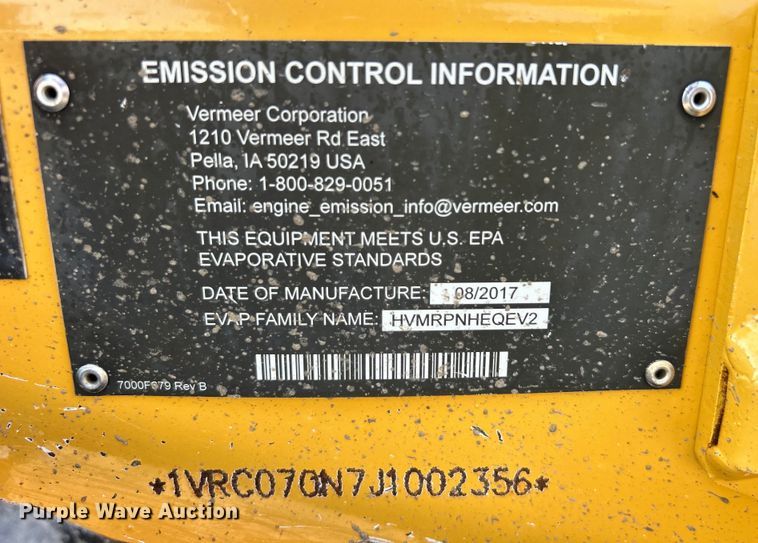 EMISSION CONTROL INFORMATION
Vermeer Corporation
1210 Vermeer Rd East
Pella, IA 50219 USA
Phone: 1-800-829-0051
Email: engine_emission_info@vermeer.com
THIS EQUIPMENT MEETS U.S. EPA
EVAPORATIVE STANDARDS
DATE OF MANUFACTURE: 08/2017
EVAP FAMILY NAME: HVMRPNHEQEV2
Rev B
*1VRC070N7J1002356*
Purple Wave Auction